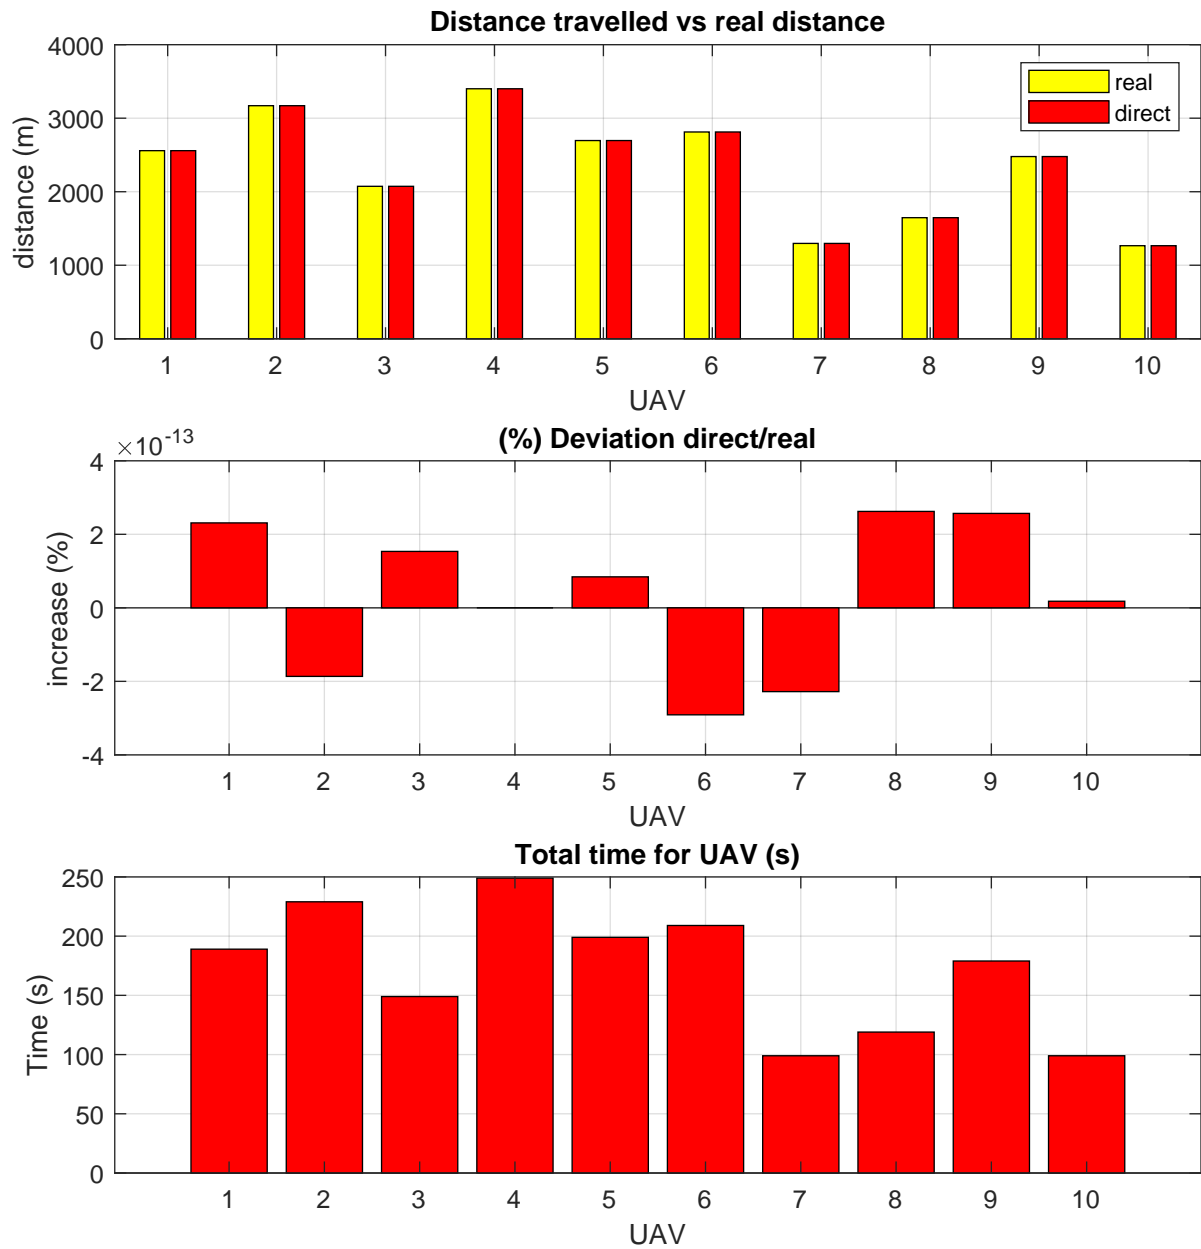 Distance travelled vs real distance
4000
3000
2000
1000
0
distance (m)
real
direct
1 2 3 4 5 6 7 8 9 10
UAV
×10-13
(%) Deviation direct/real
4
2
0
-2
-4
increase (%)
1 2 3 4 5 6 7 8 9 10
UAV
Total time for UAV (s)
250
200
150
100
50
0
Time (s)
1 2 3 4 5 6 7 8 9 10
UAV